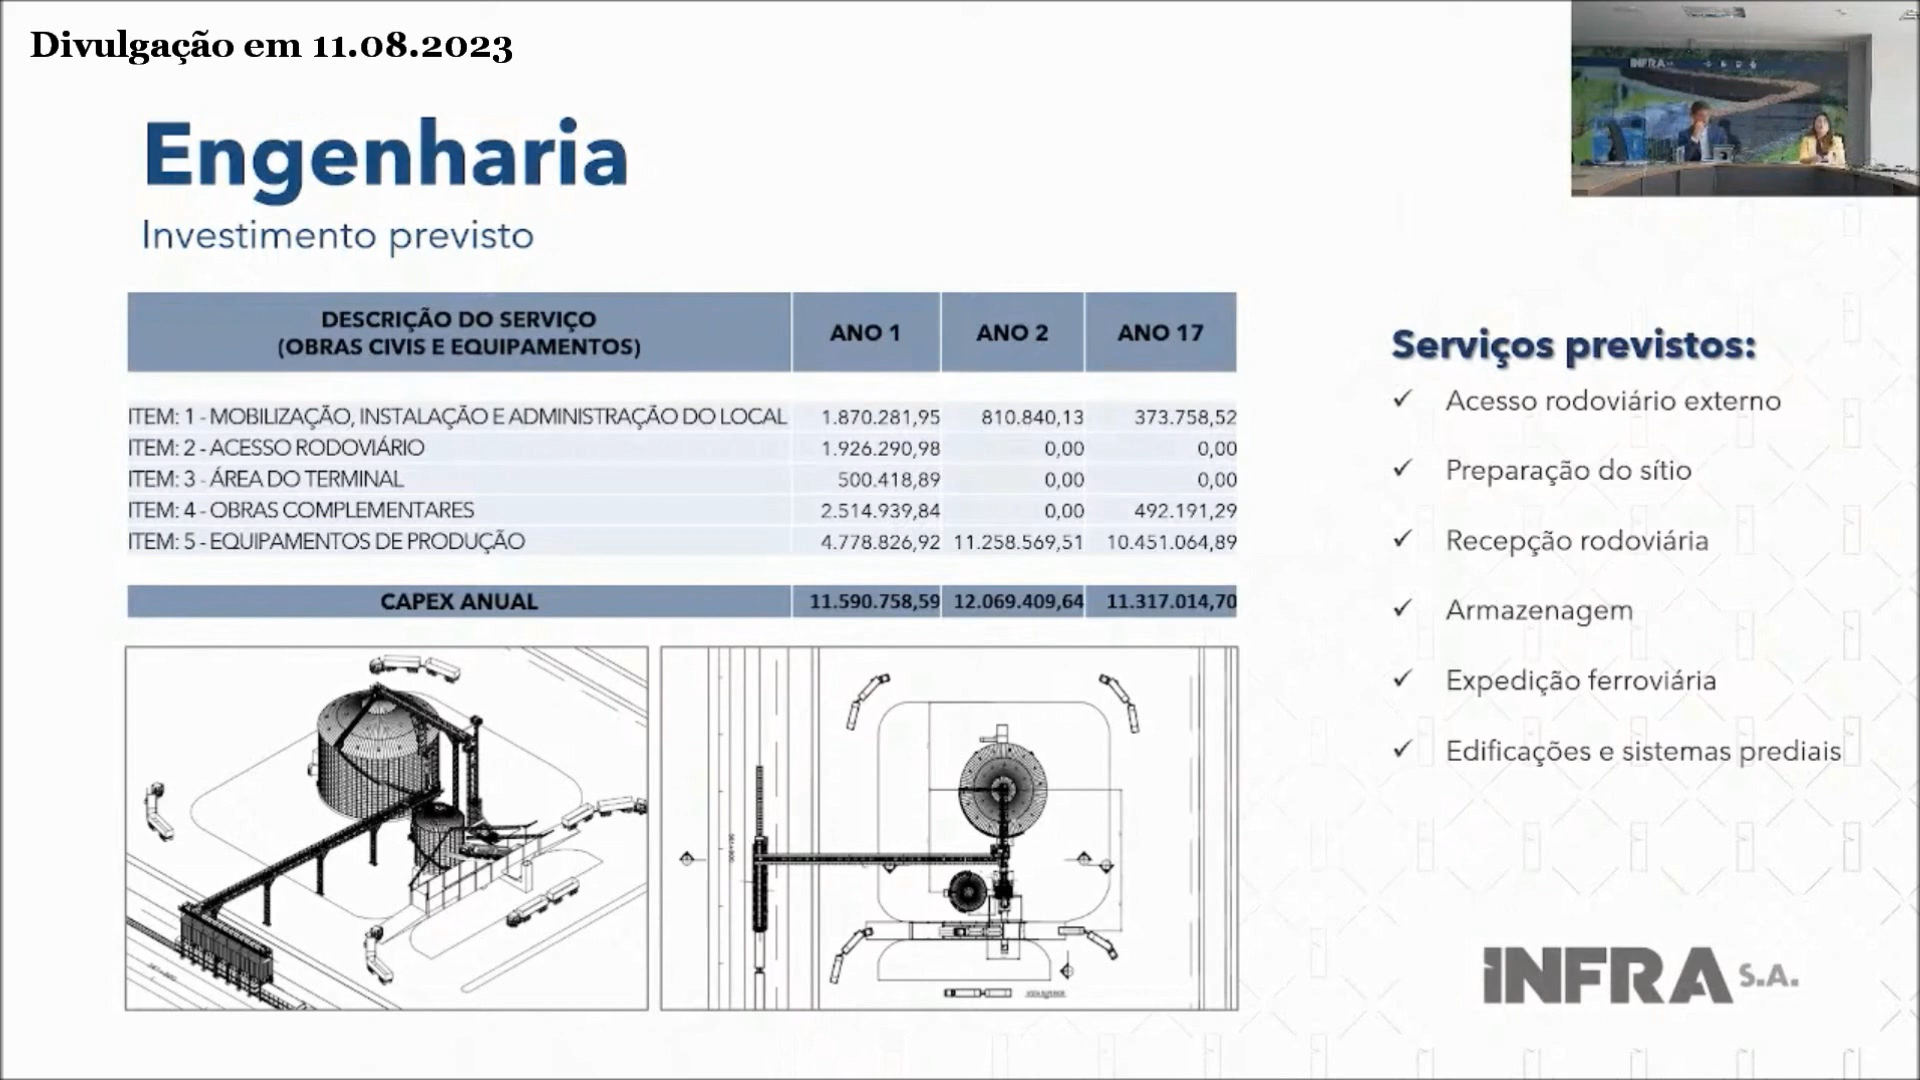 Divulgação em 11.08.2023
INFRA
Engenharia
Investimento previsto
DESCRIÇÃO DO SERVIÇO
(OBRAS CIVIS E EQUIPAMENTOS)
ANO 1
ANO 2
ANO 17
ITEM: 1 - MOBILIZAÇÃO, INSTALAÇÃO E ADMINISTRAÇÃO DO LOCAL 1.870.281,95 810.840,13 373.758,52
ITEM: 2 - ACESSO RODOVIÁRIO 1.926.290,98 0,00 0,00
ITEM: 3 - ÁREA DO TERMINAL 500.418,89 0,00 0,00
ITEM: 4 - OBRAS COMPLEMENTARES 2.514.939,84 0,00 492.191,29
ITEM: 5 - EQUIPAMENTOS DE PRODUÇÃO 4.778.826,92 11.258.569,51 10.451.064,89
CAPEX ANUAL 11.590.758,59 12.069.409,64 11.317.014,70
Serviços previstos:
✓ Acesso rodoviário externo
✓ Preparação do sítio
✓ Recepção rodoviária
✓ Armazenagem
✓ Expedição ferroviária
✓ Edificações e sistemas prediais
INFRA S.A.